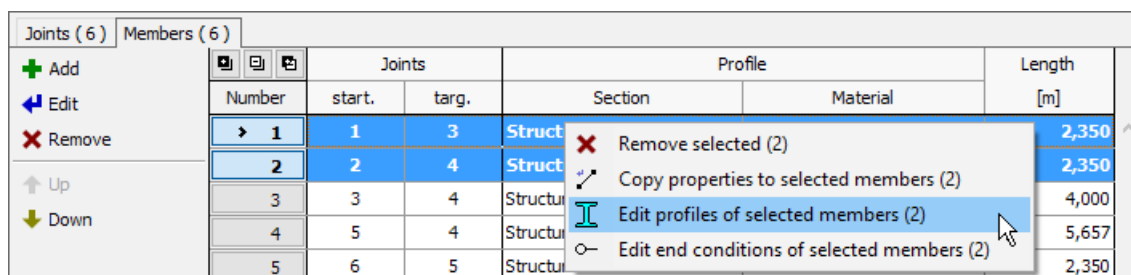 Joints ( 6 ) Members ( 6 )
Add
Edit
Remove
Up
Down
Joints Profile Length
Number start. targ. Section Material [m]
1 1 3 Struct 2,350
2 2 4 Struct 2,350
3 3 4 Structu 4,000
4 5 4 Structu 5,657
5 6 5 Structu 2,350
Remove selected (2)
Copy properties to selected members (2)
Edit profiles of selected members (2)
Edit end conditions of selected members (2)